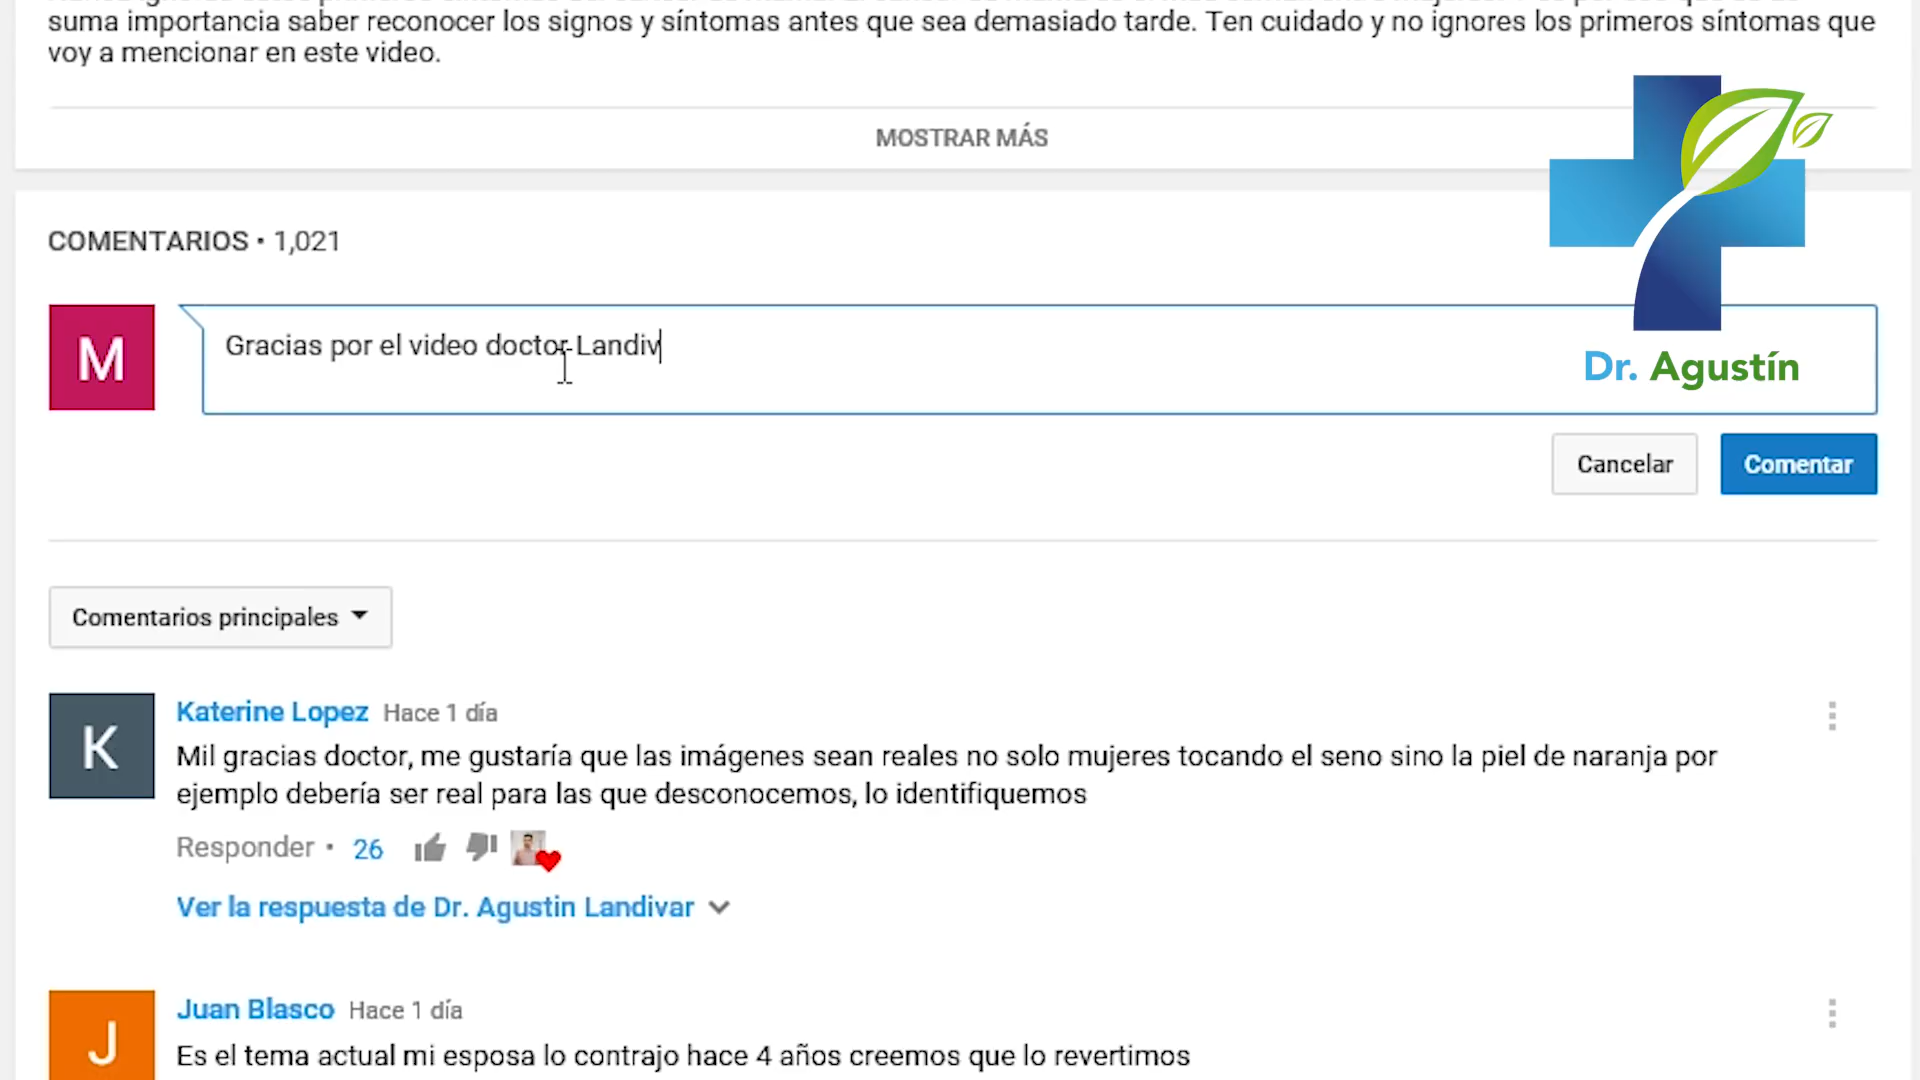 suma importancia saber reconocer los signos y síntomas antes que sea demasiado tarde. Ten cuidado y no ignores los primeros síntomas que
voy a mencionar en este video.
MOSTRAR MÁS
COMENTARIOS • 1,021
M
Gracias por el video doctor Landiv
Dr. Agustín
Cancelar
Comentar
Comentarios principales
K
Katerine Lopez Hace 1 día
Mil gracias doctor, me gustaría que las imágenes sean reales no solo mujeres tocando el seno sino la piel de naranja por
ejemplo debería ser real para las que desconocemos, lo identifiquemos
Responder • 26
Ver la respuesta de Dr. Agustin Landivar
J
Juan Blasco Hace 1 día
Es el tema actual mi esposa lo contrajo hace 4 años creemos que lo revertimos